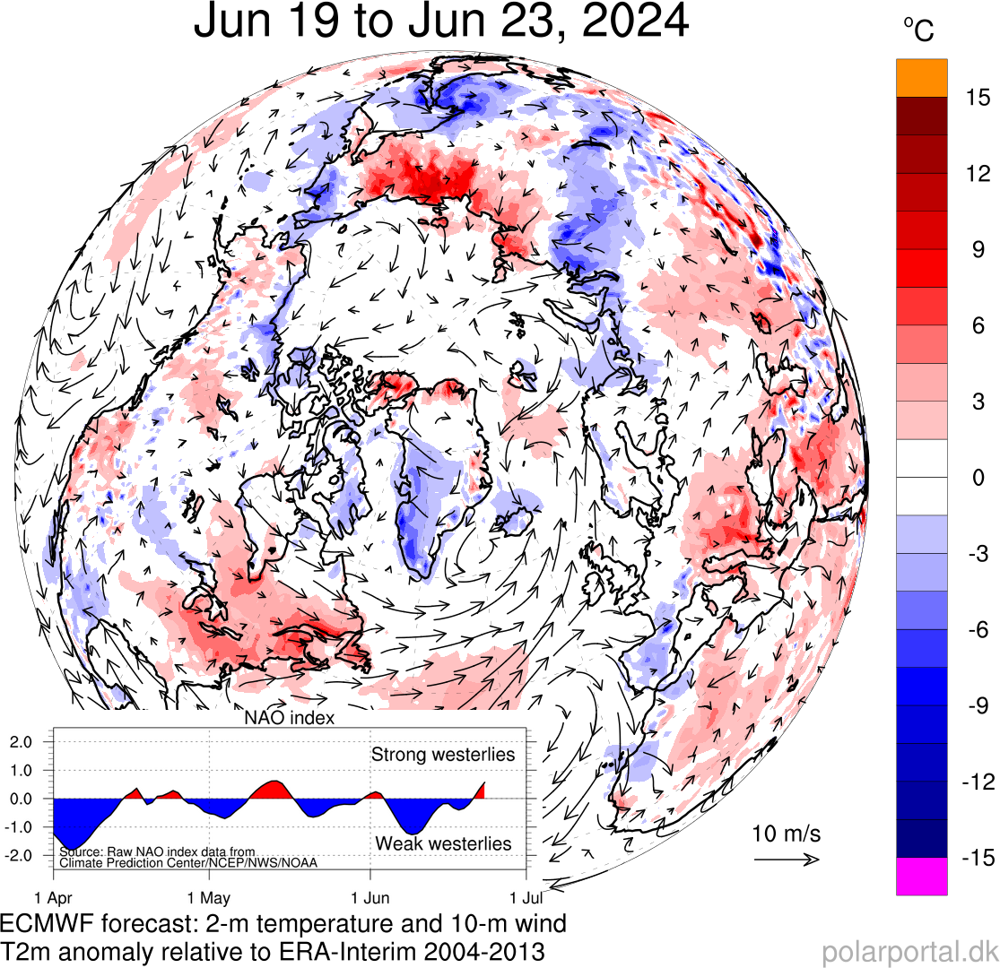 Jun 19 to Jun 23, 2024
°C
15
12
9
6
3
0
-3
-6
-9
-12
-15
10 m/s
NAO index
2.0
1.0
0.0
-1.0
-2.0
Strong westerlies
Weak westerlies
Source: Raw NAO index data from
Climate Prediction Center/NCEP/NWS/NOAA
1 Apr 1 May 1 Jun 1 Jul
ECMWF forecast: 2-m temperature and 10-m wind
T2m anomaly relative to ERA-Interim 2004-2013
polarportal.dk